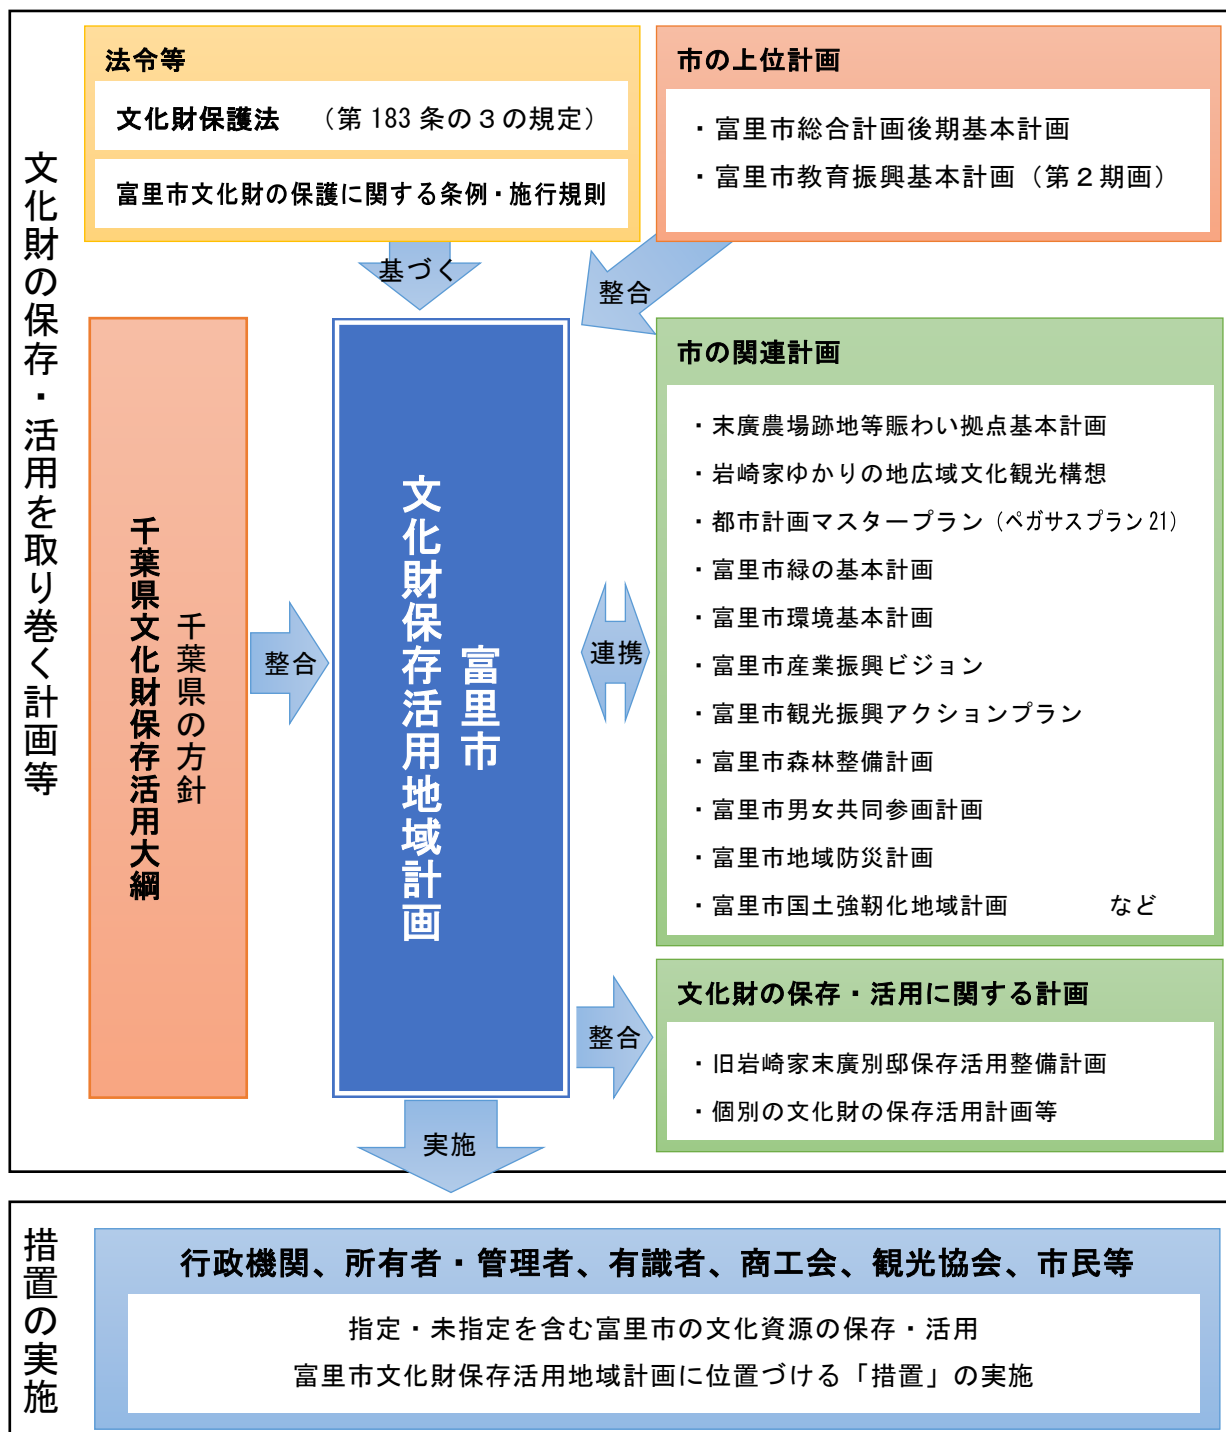 文化財の保存・活用を取り巻く計画等
法令等
文化財保護法　（第183条の３の規定）
富里市文化財の保護に関する条例・施行規則
市の上位計画
・富里市総合計画後期基本計画
・富里市教育振興基本計画（第２期画）
基づく
整合
千葉県の方針
千葉県文化財保存活用大綱
整合
富里市
文化財保存活用地域計画
連携
市の関連計画
・末廣農場跡地等賑わい拠点基本計画
・岩崎家ゆかりの地広域文化観光構想
・都市計画マスタープラン（ペガサスプラン21）
・富里市緑の基本計画
・富里市環境基本計画
・富里市産業振興ビジョン
・富里市観光振興アクションプラン
・富里市森林整備計画
・富里市男女共同参画計画
・富里市地域防災計画
・富里市国土強靭化地域計画　　　　など
整合
文化財の保存・活用に関する計画
・旧岩崎家末廣別邸保存活用整備計画
・個別の文化財の保存活用計画等
実施
措置の実施
行政機関、所有者・管理者、有識者、商工会、観光協会、市民等
指定・未指定を含む富里市の文化資源の保存・活用
富里市文化財保存活用地域計画に位置づける「措置」の実施